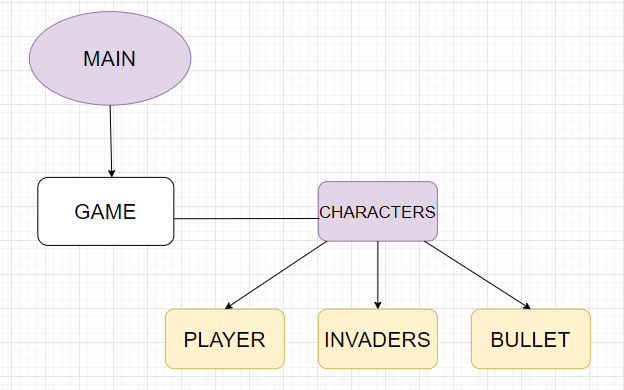 MAIN
GAME
CHARACTERS
PLAYER
INVADERS
BULLET